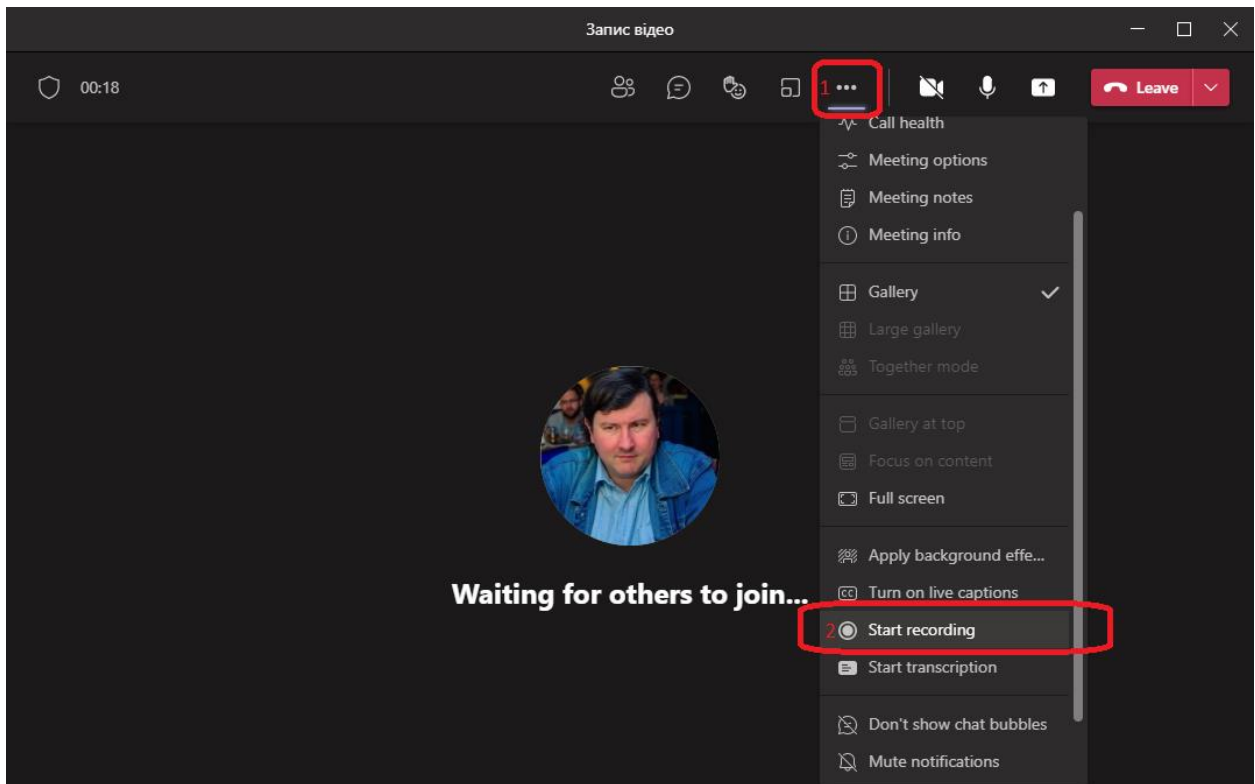 Запис відео
00:18
1
Leave
Call health
Meeting options
Meeting notes
Meeting info
Gallery
Large gallery
Together mode
Gallery at top
Focus on content
Full screen
Apply background effe...
Waiting for others to join...
CC Turn on live captions
2 Start recording
Start transcription
Don't show chat bubbles
Mute notifications